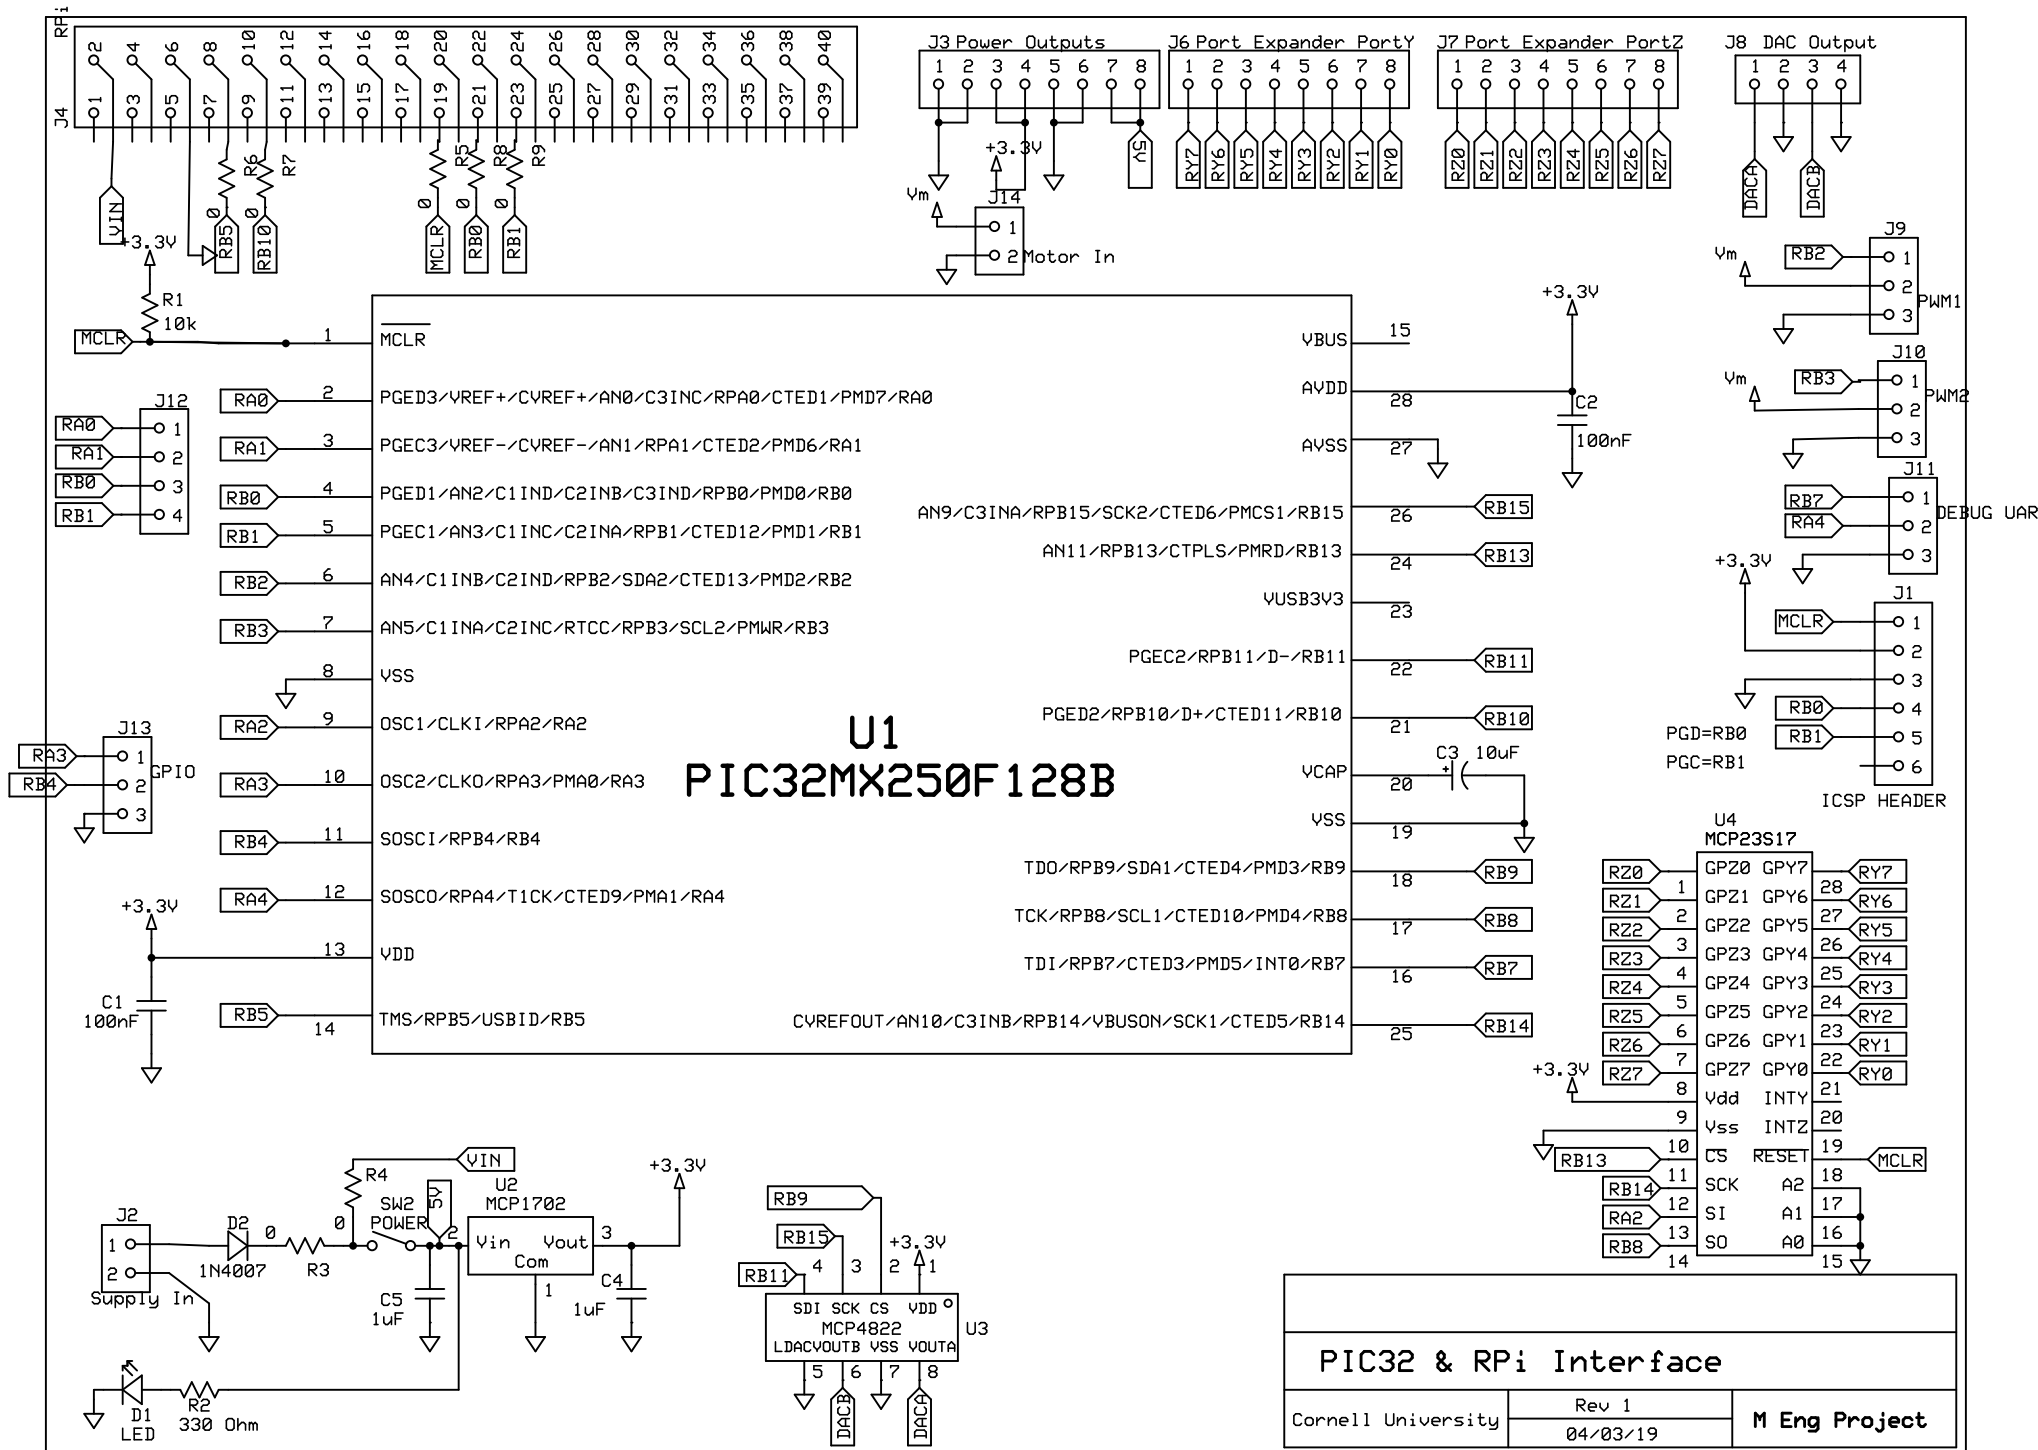 RPi
J4
2 4 6 8 10 12 14 16 18 20 22 24 26 28 30 32 34 36 38 40
1 3 5 7 9 11 13 15 17 19 21 23 25 27 29 31 33 35 37 39
R6 R7 R5 R8 R9
0 0 0 0 0
VIN RB5 RB10 MCLR RB0 RB1
J3 Power Outputs
1 2 3 4 5 6 7 8
+3.3V
5V
J14
Vm
1
2 Motor In
J6 Port Expander PortY
1 2 3 4 5 6 7 8
RY7 RY6 RY5 RY4 RY3 RY2 RY1 RY0
J7 Port Expander PortZ
1 2 3 4 5 6 7 8
RZ0 RZ1 RZ2 RZ3 RZ4 RZ5 RZ6 RZ7
J8 DAC Output
1 2 3 4
DACA DACB
J9
RB2 1
Vm 2
PWM1
3
J10
RB3 1
Vm 2
PWM2
3
J11
RB7 1
RA4 2
DEBUG UAR
3
+3.3V
J1
MCLR 1
2
3
RB0 4
RB1 5
6
PGD=RB0
PGC=RB1
ICSP HEADER
+3.3V
R1
10k
MCLR 1 MCLR
RA0 2 PGED3/VREF+/CVREF+/AN0/C3INC/RPA0/CTED1/PMD7/RA0
RA1 3 PGEC3/VREF-/CVREF-/AN1/RPA1/CTED2/PMD6/RA1
RB0 4 PGED1/AN2/C1IND/C2INB/C3IND/RPB0/PMD0/RB0
RB1 5 PGEC1/AN3/C1INC/C2INA/RPB1/CTED12/PMD1/RB1
RB2 6 AN4/C1INB/C2IND/RPB2/SDA2/CTED13/PMD2/RB2
RB3 7 AN5/C1INA/C2INC/RTCC/RPB3/SCL2/PMWR/RB3
8 VSS
RA2 9 OSC1/CLKI/RPA2/RA2
RA3 10 OSC2/CLKO/RPA3/PMA0/RA3
RB4 11 SOSCI/RPB4/RB4
RA4 12 SOSCO/RPA4/T1CK/CTED9/PMA1/RA4
13 VDD
RB5 14 TMS/RPB5/USBID/RB5
J12
RA0 1
RA1 2
RB0 3
RB1 4
J13
RA3 1
GPIO
RB4 2
3
+3.3V
C1
100nF
U1
PIC32MX250F128B
VBUS 15
AVDD 28
AVSS 27
AN9/C3INA/RPB15/SCK2/CTED6/PMCS1/RB15 26 RB15
AN11/RPB13/CTPLS/PMRD/RB13 24 RB13
VUSB3V3 23
PGEC2/RPB11/D-/RB11 22 RB11
PGED2/RPB10/D+/CTED11/RB10 21 RB10
VCAP 20
VSS 19
TDO/RPB9/SDA1/CTED4/PMD3/RB9 18 RB9
TCK/RPB8/SCL1/CTED10/PMD4/RB8 17 RB8
TDI/RPB7/CTED3/PMD5/INT0/RB7 16 RB7
CVREFOUT/AN10/C3INB/RPB14/VBUSON/SCK1/CTED5/RB14 25 RB14
+3.3V
C2
100nF
C3 10uF
+
U4
MCP23S17
RZ0 GPZ0 GPY7 RY7
1 28
RZ1 GPZ1 GPY6 RY6
2 27
RZ2 GPZ2 GPY5 RY5
3 26
RZ3 GPZ3 GPY4 RY4
4 25
RZ4 GPZ4 GPY3 RY3
5 24
RZ5 GPZ5 GPY2 RY2
6 23
RZ6 GPZ6 GPY1 RY1
7 22
RZ7 GPZ7 GPY0 RY0
+3.3V 8 21
Vdd INTY
9 20
Vss INTZ
10 19
RB13 CS RESET MCLR
11 18
RB14 SCK A2
12 17
RA2 SI A1
13 16
RB8 SO A0
14 15
J2
1
2
Supply In
D2
1N4007
0
R3
0
R4
VIN
SW2
POWER
5V
U2
MCP1702
2 Vin Vout 3
Com
1
+3.3V
C5
1uF
C4
1uF
D1
LED
R2
330 Ohm
RB9
RB15
RB11
+3.3V
4 3 2 1
SDI SCK CS VDD
MCP4822
U3
LDAC VOUTB VSS VOUTA
5 6 7 8
DACB DACA
PIC32 & RPi Interface
Cornell University
Rev 1
04/03/19
M Eng Project